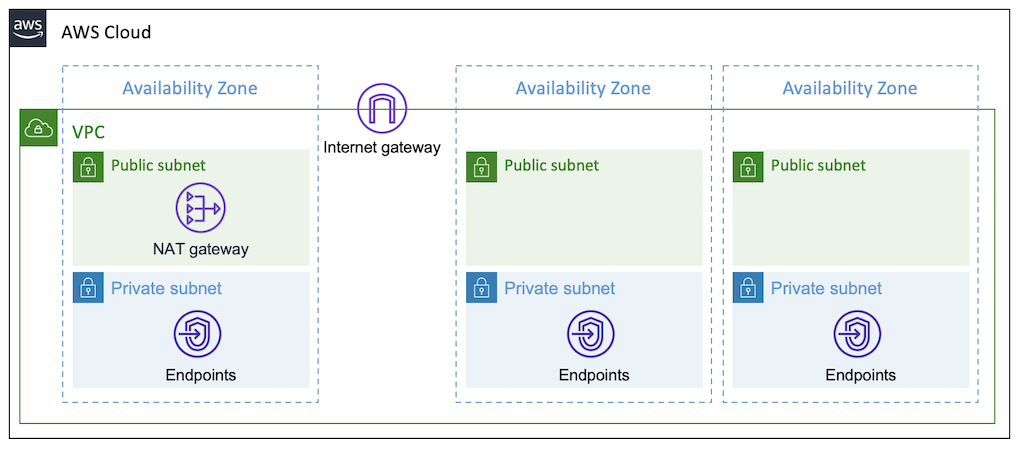 aws
AWS Cloud
Availability Zone
Availability Zone
Availability Zone
Internet gateway
VPC
Public subnet
Public subnet
Public subnet
NAT gateway
Private subnet
Private subnet
Private subnet
Endpoints
Endpoints
Endpoints